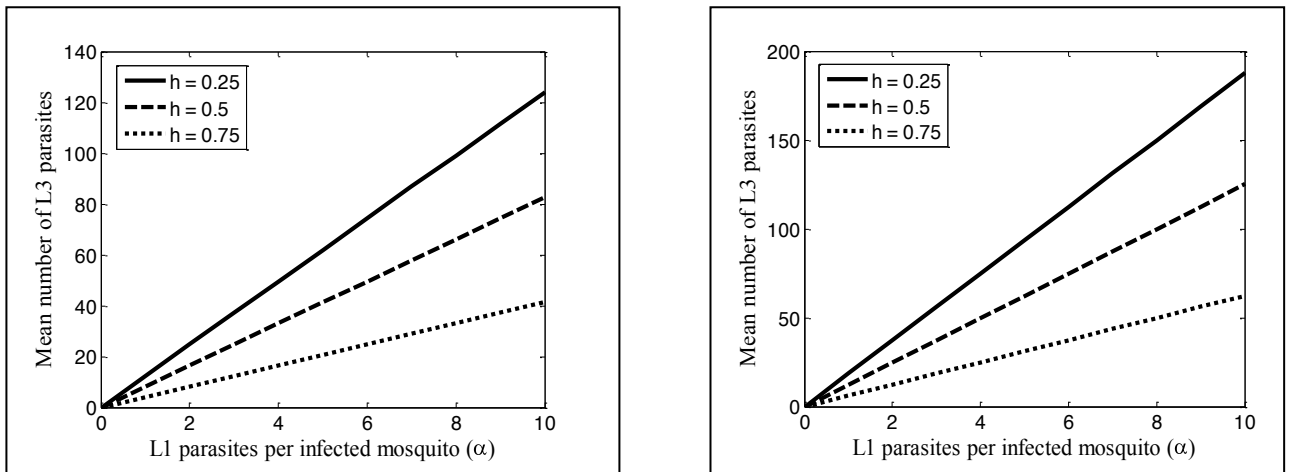 140
120
100
80
60
40
20
0
Mean number of L3 parasites
h = 0.25
h = 0.5
h = 0.75
0 2 4 6 8 10
L1 parasites per infected mosquito (α)
200
150
100
50
0
Mean number of L3 parasites
h = 0.25
h = 0.5
h = 0.75
0 2 4 6 8 10
L1 parasites per infected mosquito (α)